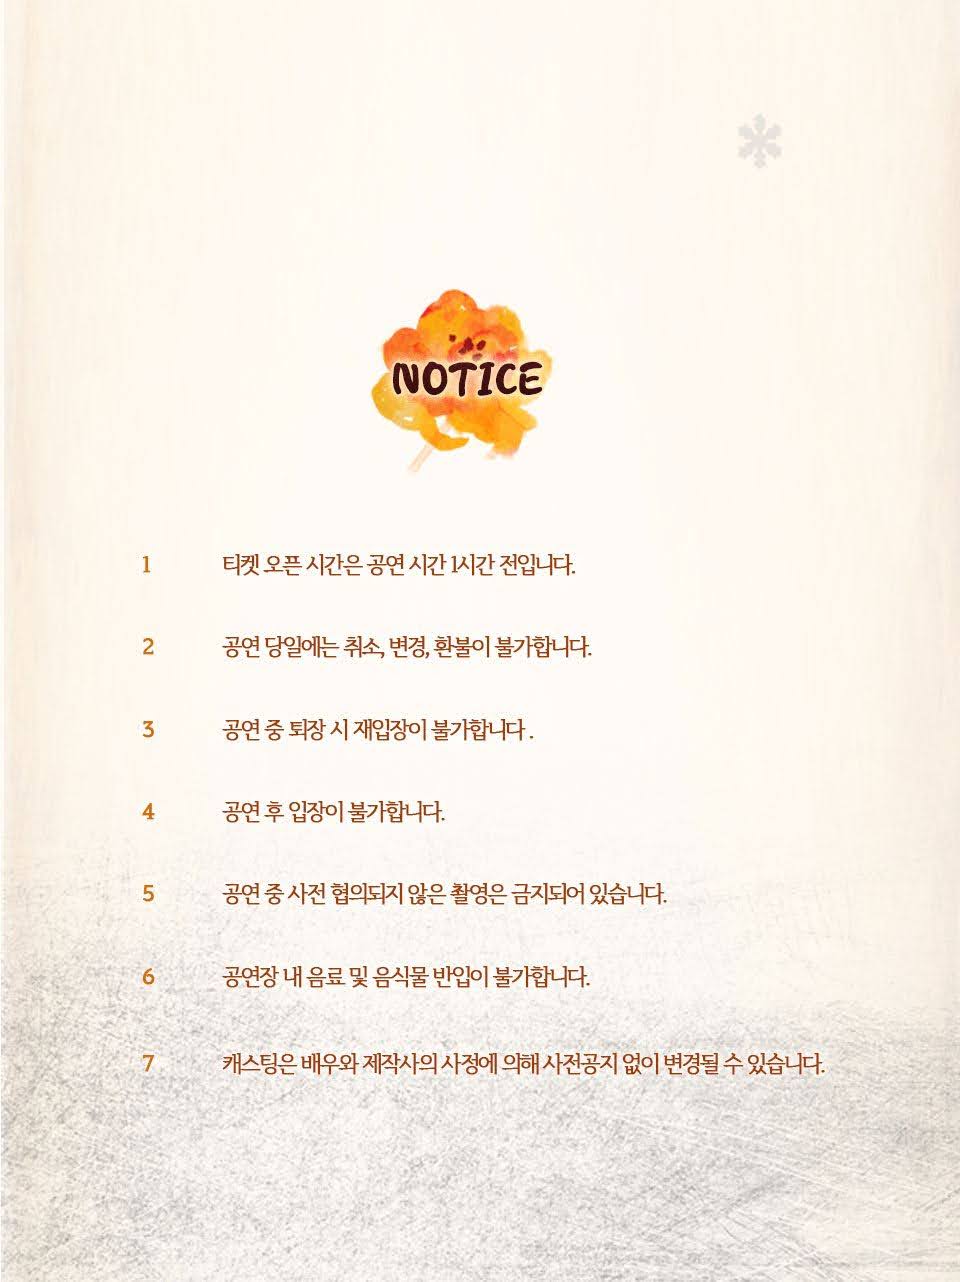 NOTICE
1 티켓 오픈 시간은 공연 시간 1시간 전입니다.
2 공연 당일에는 취소, 변경, 환불이 불가합니다.
3 공연 중 퇴장 시 재입장이 불가합니다 .
4 공연 후 입장이 불가합니다.
5 공연 중 사전 협의되지 않은 촬영은 금지되어 있습니다.
6 공연장 내 음료 및 음식물 반입이 불가합니다.
7 캐스팅은 배우와 제작사의 사정에 의해 사전공지 없이 변경될 수 있습니다.